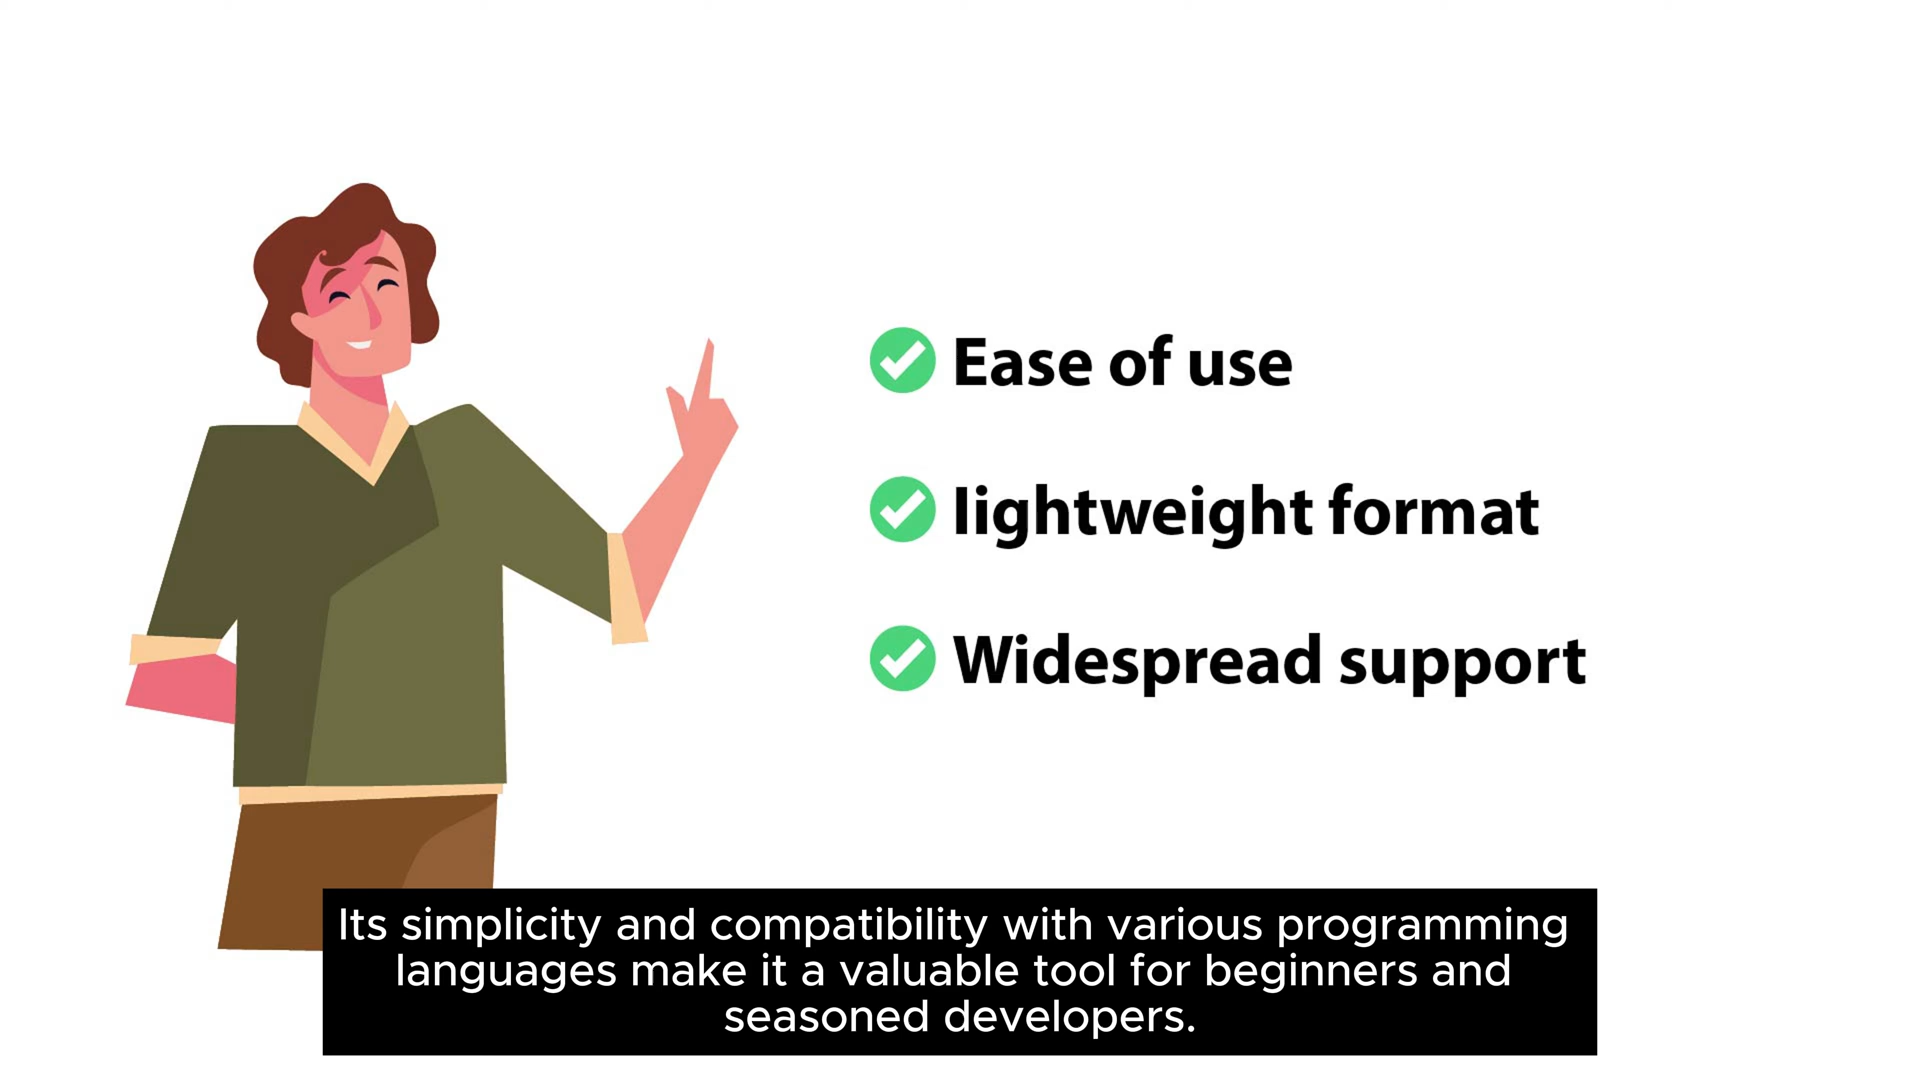 Ease of use
lightweight format
Widespread support
Its simplicity and compatibility with various programming
languages make it a valuable tool for beginners and
seasoned developers.